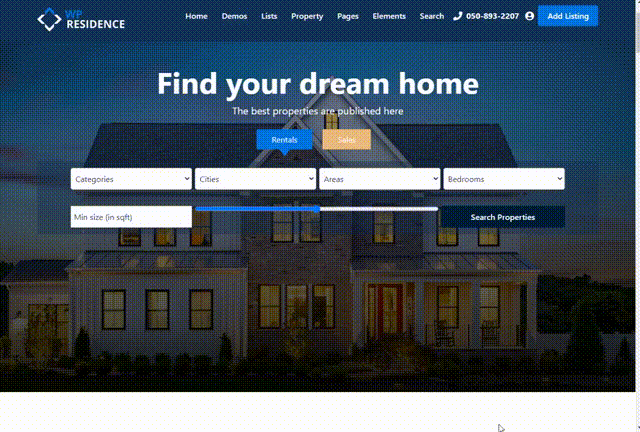 WP
RESIDENCE
Home Demos Lists Property Pages Elements Search 050-893-2207 Add Listing
Find your dream home
The best properties are published here
Rentals Sales
Categories Cities Areas Bedrooms
Min size (in sqft) Search Properties